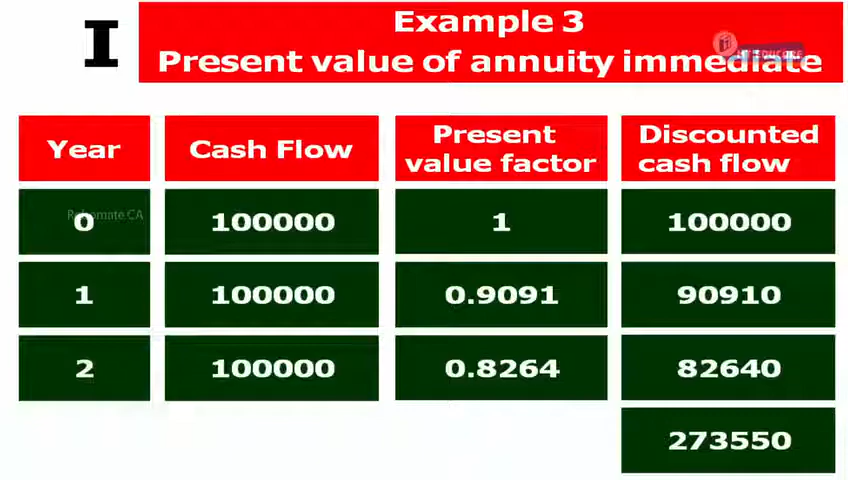 I
Example 3
Present value of annuity immediate
Year
Cash Flow
Present
value factor
Discounted
cash flow
0
100000
1
100000
1
100000
0.9091
90910
2
100000
0.8264
82640
273550